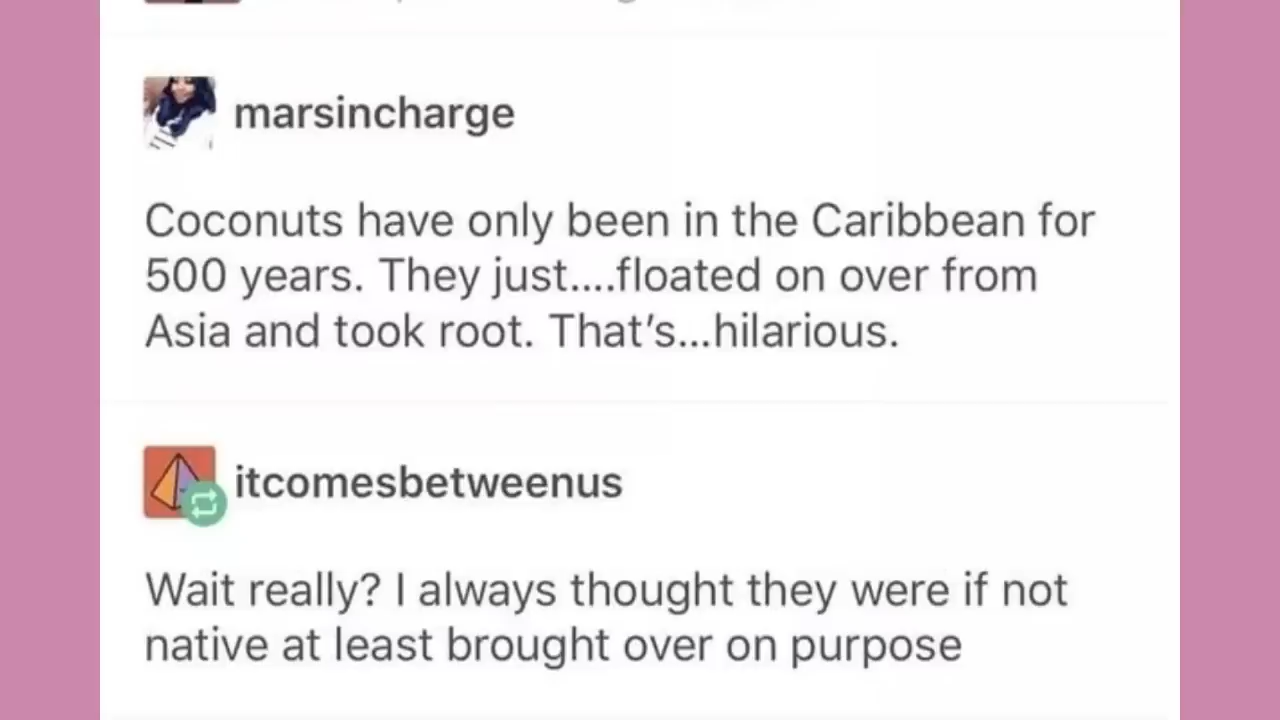 marsincharge
Coconuts have only been in the Caribbean for
500 years. They just....floated on over from
Asia and took root. That's...hilarious.
itcomesbetweenus
Wait really? I always thought they were if not
native at least brought over on purpose